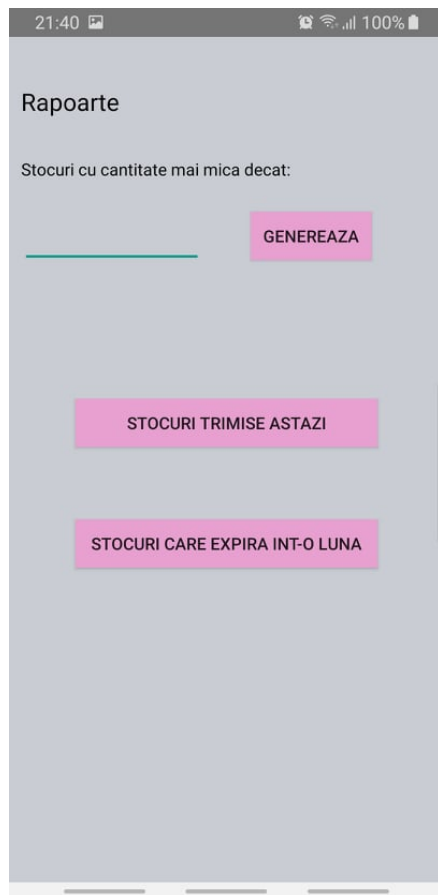 21:40 100%
Rapoarte
Stocuri cu cantitate mai mica decat:
GENEREAZA
STOCURI TRIMISE ASTAZI
STOCURI CARE EXPIRA INT-O LUNA